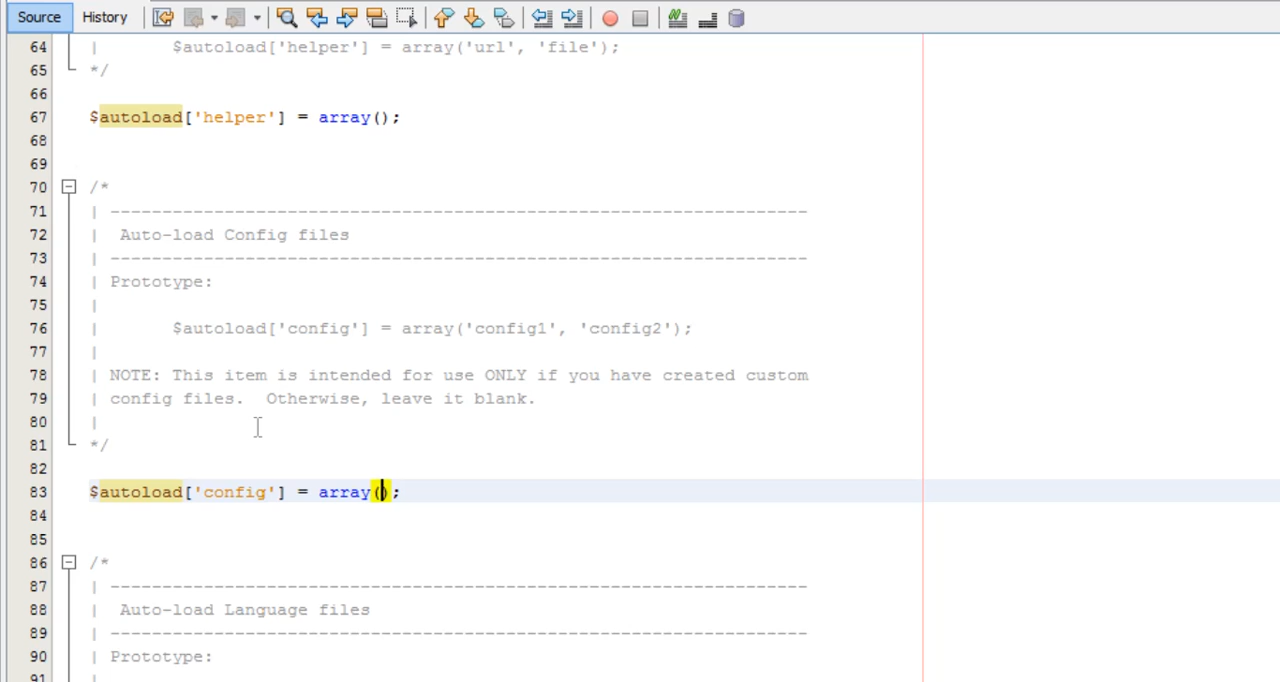 Source History
64 | $autoload['helper'] = array('url', 'file');
65 */
66
67 $autoload['helper'] = array();
68
69
70 /*
71 | -------------------------------------------------------------------
72 | Auto-load Config files
73 | -------------------------------------------------------------------
74 | Prototype:
75 |
76 | $autoload['config'] = array('config1', 'config2');
77 |
78 | NOTE: This item is intended for use ONLY if you have created custom
79 | config files.  Otherwise, leave it blank.
80 |
81 */
82
83 $autoload['config'] = array();
84
85
86 /*
87 | -------------------------------------------------------------------
88 | Auto-load Language files
89 | -------------------------------------------------------------------
90 | Prototype:
91 |